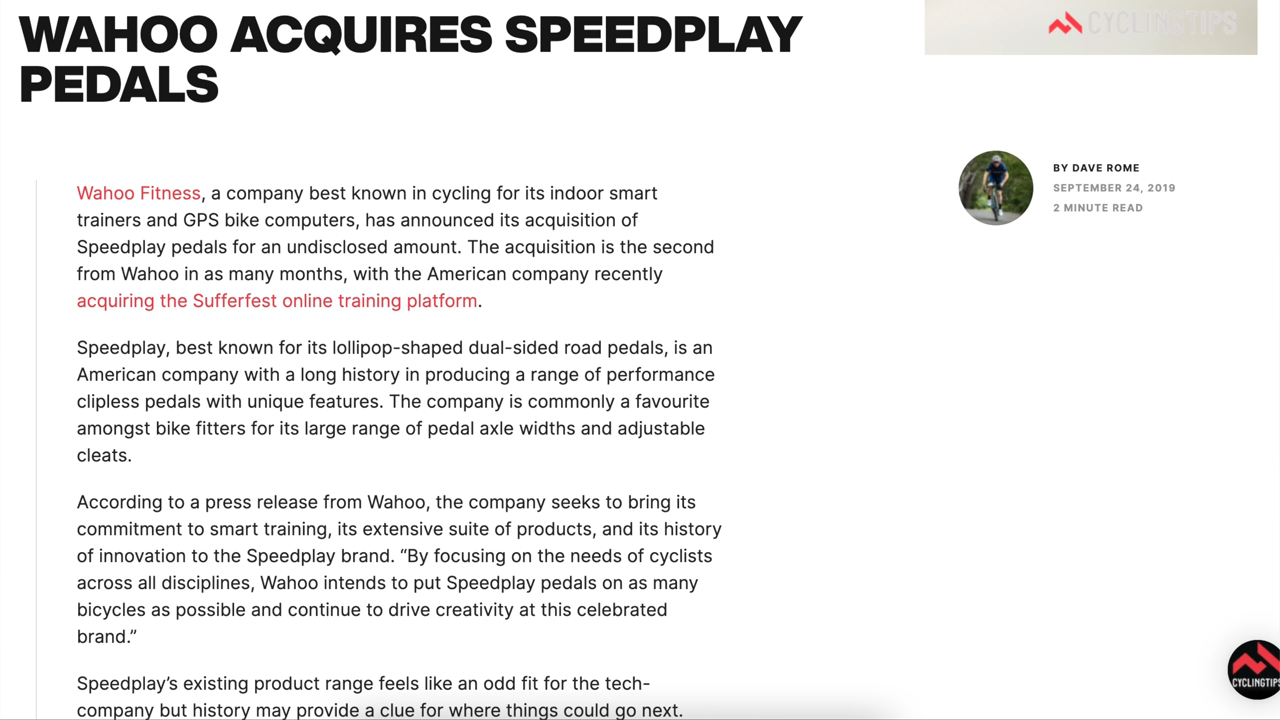 WAHOO ACQUIRES SPEEDPLAY
PEDALS
CYCLINGTIPS
BY DAVE ROME
SEPTEMBER 24, 2019
2 MINUTE READ
Wahoo Fitness, a company best known in cycling for its indoor smart
trainers and GPS bike computers, has announced its acquisition of
Speedplay pedals for an undisclosed amount. The acquisition is the second
from Wahoo in as many months, with the American company recently
acquiring the Sufferfest online training platform.
Speedplay, best known for its lollipop-shaped dual-sided road pedals, is an
American company with a long history in producing a range of performance
clipless pedals with unique features. The company is commonly a favourite
amongst bike fitters for its large range of pedal axle widths and adjustable
cleats.
According to a press release from Wahoo, the company seeks to bring its
commitment to smart training, its extensive suite of products, and its history
of innovation to the Speedplay brand. “By focusing on the needs of cyclists
across all disciplines, Wahoo intends to put Speedplay pedals on as many
bicycles as possible and continue to drive creativity at this celebrated
brand.”
Speedplay’s existing product range feels like an odd fit for the tech-
company but history may provide a clue for where things could go next.
CYCLINGTIPS